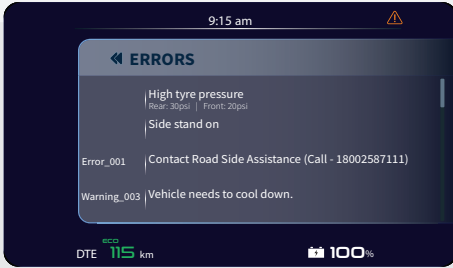 9:15 am
ERRORS
High tyre pressure
Rear: 30psi | Front: 20psi
Side stand on
Error_001 Contact Road Side Assistance (Call - 18002587111)
Warning_003 Vehicle needs to cool down.
ECO
DTE 115 km 100%